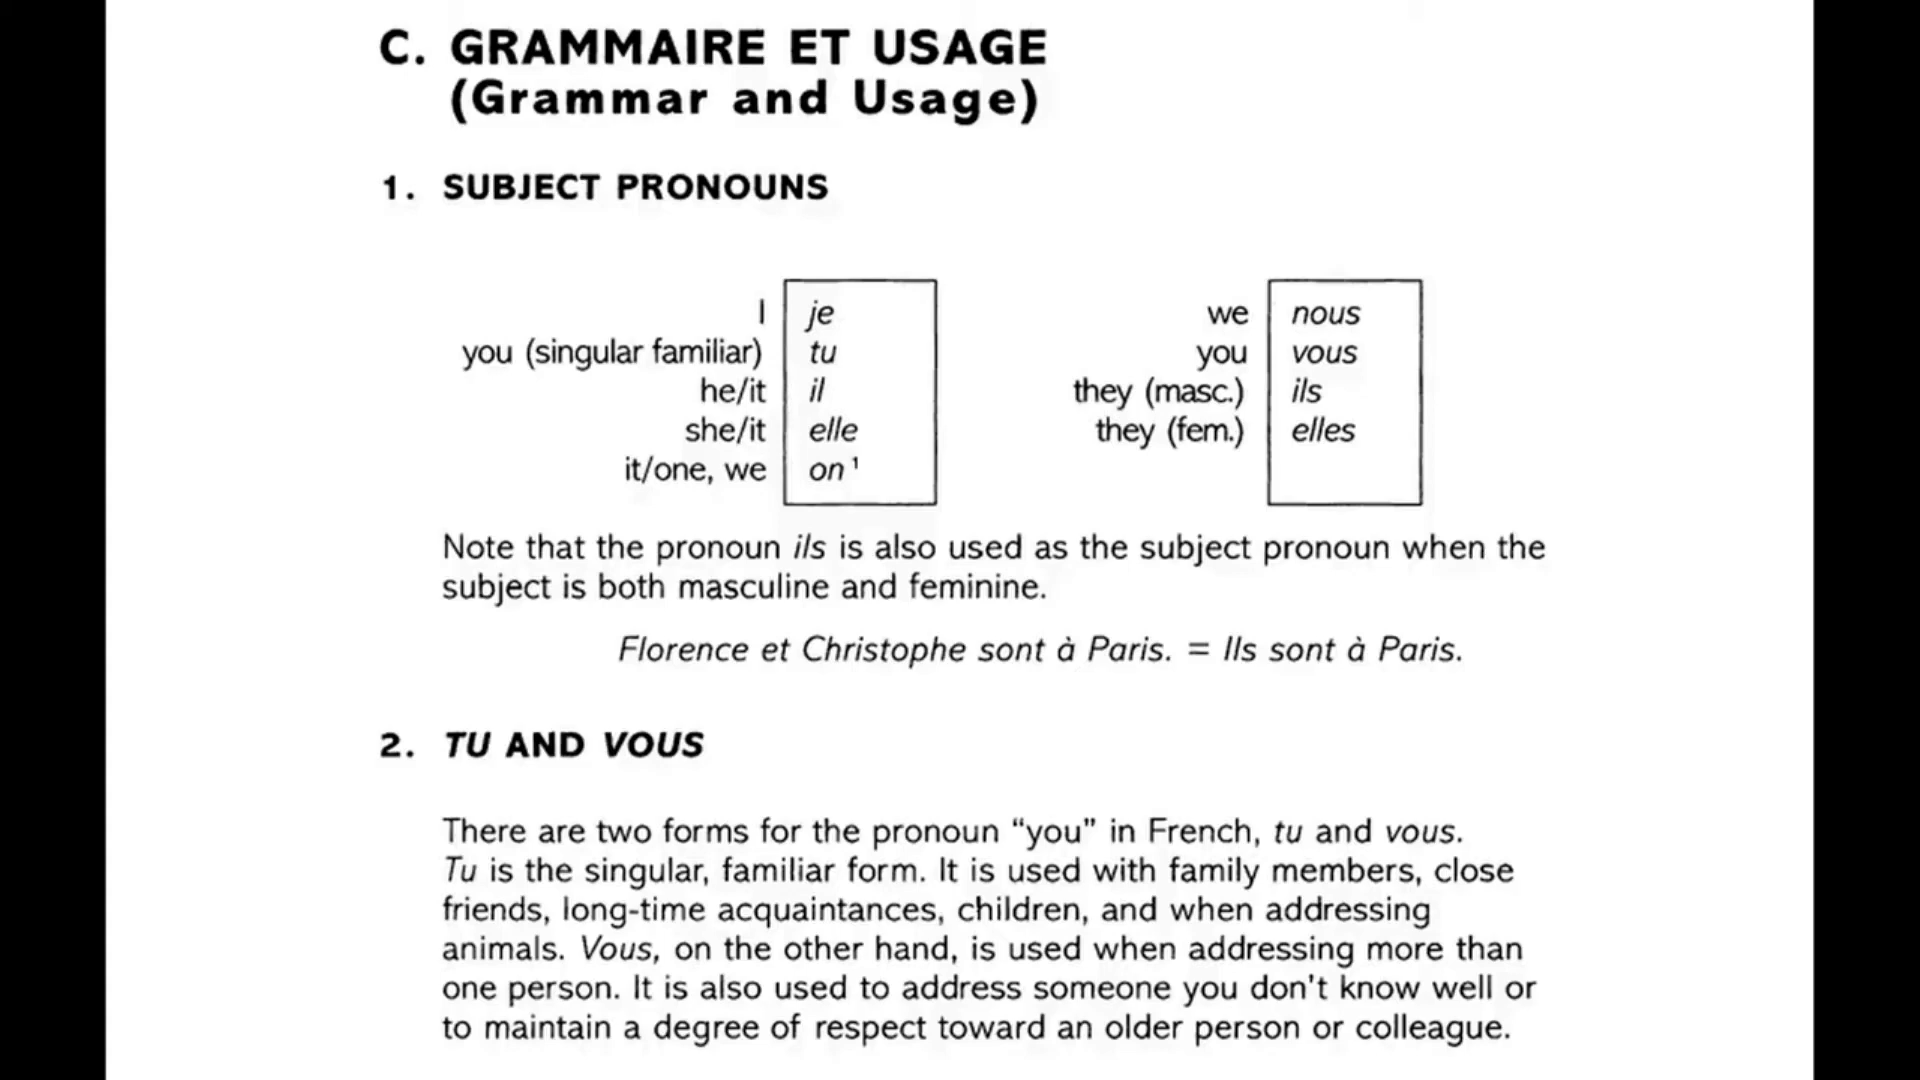 C. GRAMMAIRE ET USAGE
(Grammar and Usage)
1. SUBJECT PRONOUNS
I je
you (singular familiar) tu
he/it il
she/it elle
it/one, we on¹
we nous
you vous
they (masc.) ils
they (fem.) elles
Note that the pronoun ils is also used as the subject pronoun when the
subject is both masculine and feminine.
Florence et Christophe sont à Paris. = Ils sont à Paris.
2. TU AND VOUS
There are two forms for the pronoun “you” in French, tu and vous.
Tu is the singular, familiar form. It is used with family members, close
friends, long-time acquaintances, children, and when addressing
animals. Vous, on the other hand, is used when addressing more than
one person. It is also used to address someone you don't know well or
to maintain a degree of respect toward an older person or colleague.